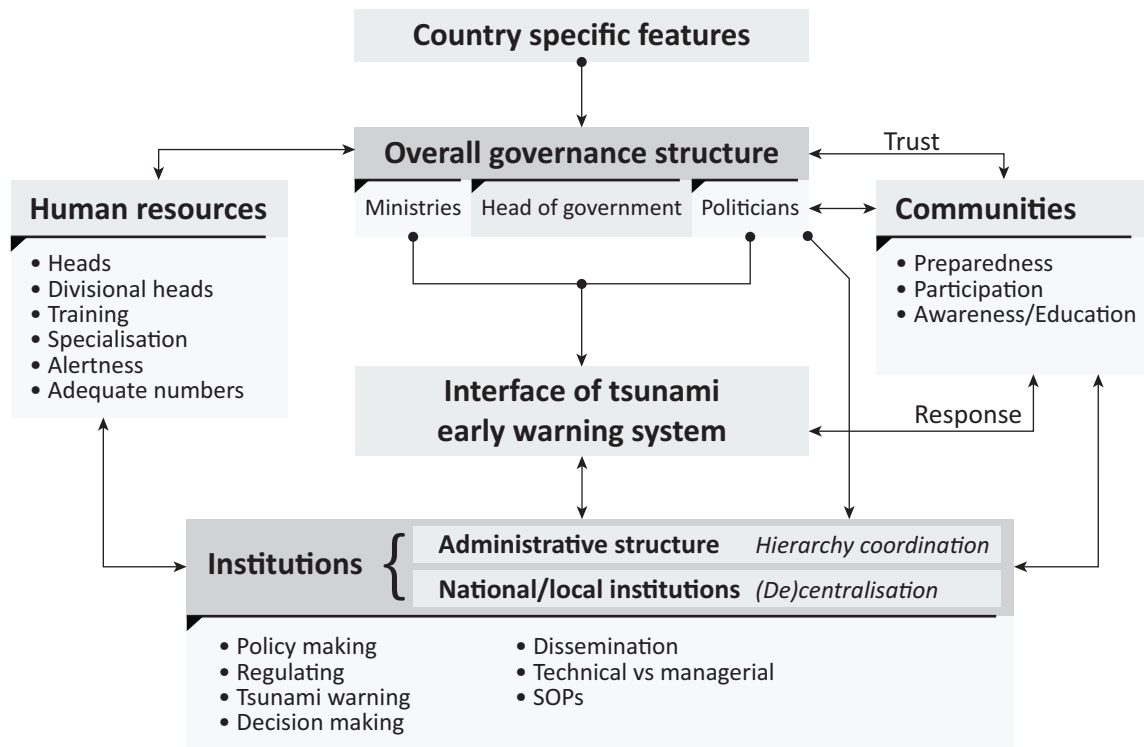 Country specific features
Overall governance structure
Trust
Ministries
Head of government
Politicians
Human resources
• Heads
• Divisional heads
• Training
• Specialisation
• Alertness
• Adequate numbers
Communities
• Preparedness
• Participation
• Awareness/Education
Interface of tsunami
early warning system
Response
Institutions {
Administrative structure Hierarchy coordination
National/local institutions (De)centralisation
• Policy making
• Regulating
• Tsunami warning
• Decision making
• Dissemination
• Technical vs managerial
• SOPs